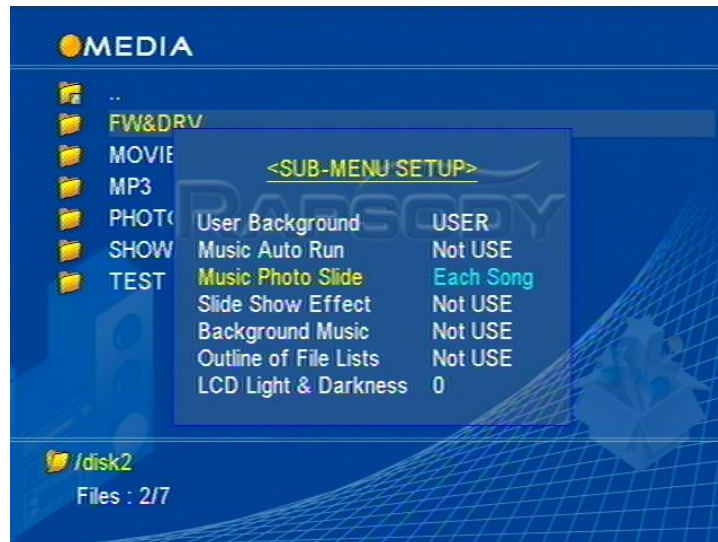 MEDIA
..
FW&DRV
MOVIE
MP3
PHOTO
SHOW
TEST
<SUB-MENU SETUP>
RAPSODY
User Background USER
Music Auto Run Not USE
Music Photo Slide Each Song
Slide Show Effect Not USE
Background Music Not USE
Outline of File Lists Not USE
LCD Light & Darkness 0
/disk2
Files : 2/7